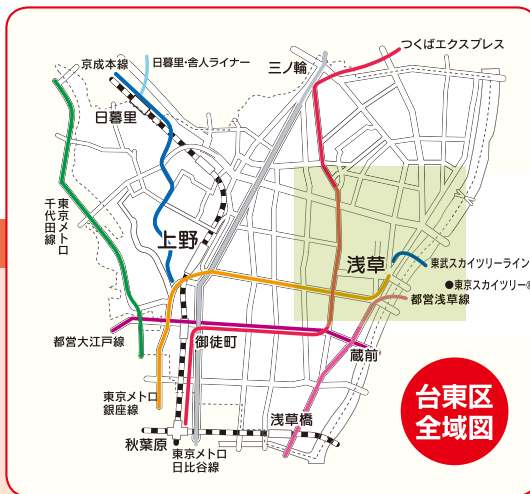 つくばエクスプレス
京成本線
日暮里・舎人ライナー
三ノ輪
日暮里
東京メトロ
千代田線
上野
浅草
東武スカイツリーライン
●東京スカイツリー®
都営浅草線
都営大江戸線
御徒町
蔵前
東京メトロ
銀座線
浅草橋
秋葉原
東京メトロ
日比谷線
台東区
全域図